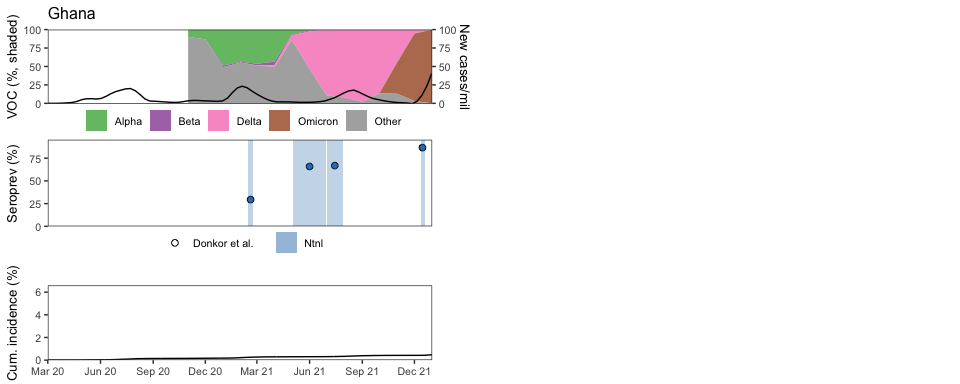 Ghana
VOC (%, shaded)
100
75
50
25
0
100
75
50
25
0
New cases/mil
Alpha
Beta
Delta
Omicron
Other
Seroprev (%)
75
50
25
0
Donkor et al.
Ntnl
Cum. incidence (%)
6
4
2
0
Mar 20 Jun 20 Sep 20 Dec 20 Mar 21 Jun 21 Sep 21 Dec 21